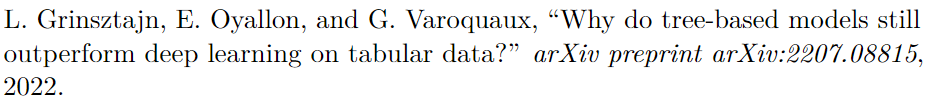 L. Grinsztajn, E. Oyallon, and G. Varoquaux, “Why do tree-based models still
outperform deep learning on tabular data?” arXiv preprint arXiv:2207.08815,
2022.